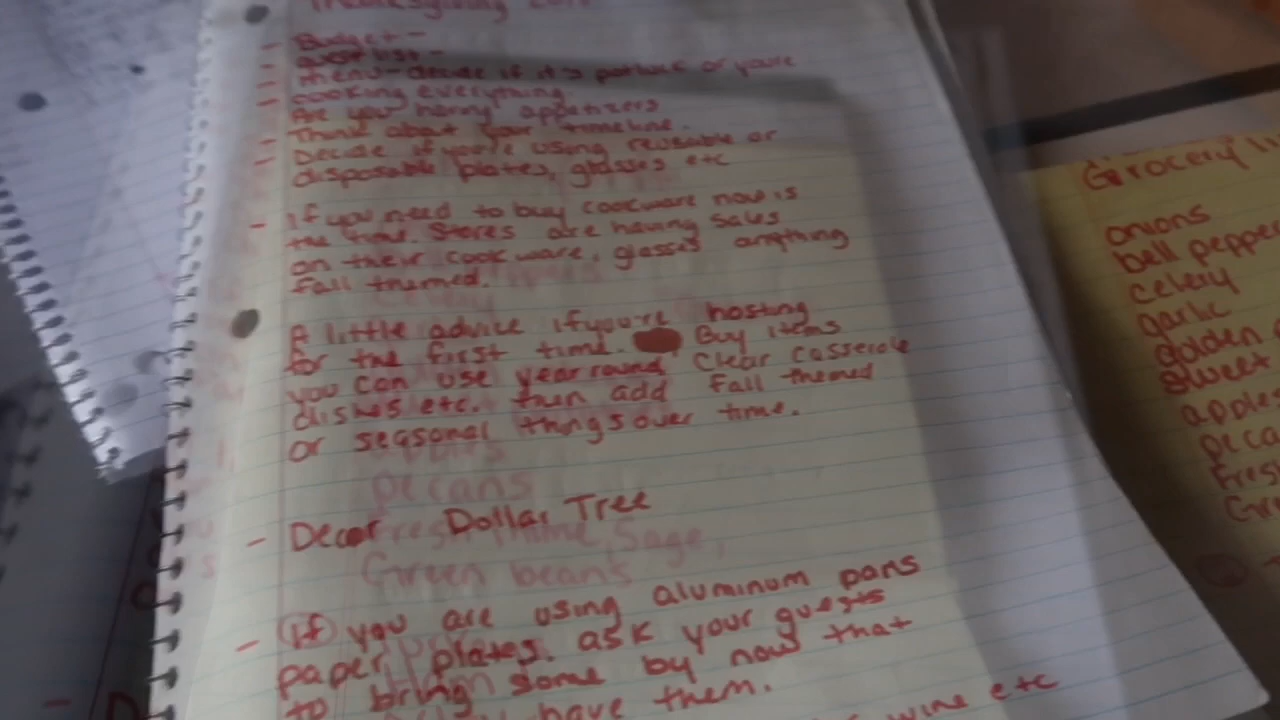 Thanksgiving
- Budget -
- guest list -
- menu - decide if it's potluck or you're
- cooking everything.
Are you having appetizers
- Think about your timeline.
- Decide if you're using reusable or
disposable plates, glasses etc
- If you need to buy cookware now is
the time. Stores are having sales
on their cookware, glasses anything
fall themed.
A little advice if you're hosting
for the first time. Buy items
you can use year round Clear casserole
dishes etc. then add fall themed
or seasonal things over time.
pecans
- Decor Dollar Tree
Fresh thyme, Sage,
Green beans
- (If) you are using aluminum pans
paper plates. ask your guests
to bring some by now that
have them.
wine etc
Grocery
onions
bell pepper
celery
garlic
golden
sweet
apples